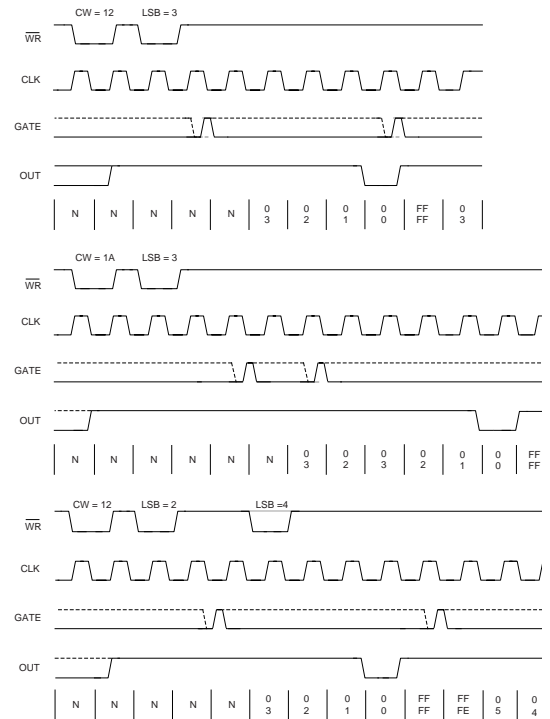 CW = 12 LSB = 3
WR
CLK
GATE
OUT
N N N N N 0 0 0 0 FF 0
3 2 1 0 FF 3
CW = 1A LSB = 3
WR
CLK
GATE
OUT
N N N N N N 0 0 0 0 0 0 FF
3 2 3 2 1 0 FF
CW = 12 LSB = 2 LSB =4
WR
CLK
GATE
OUT
N N N N N 0 0 0 0 FF FF 0 0
3 2 1 0 FF FE 5 4